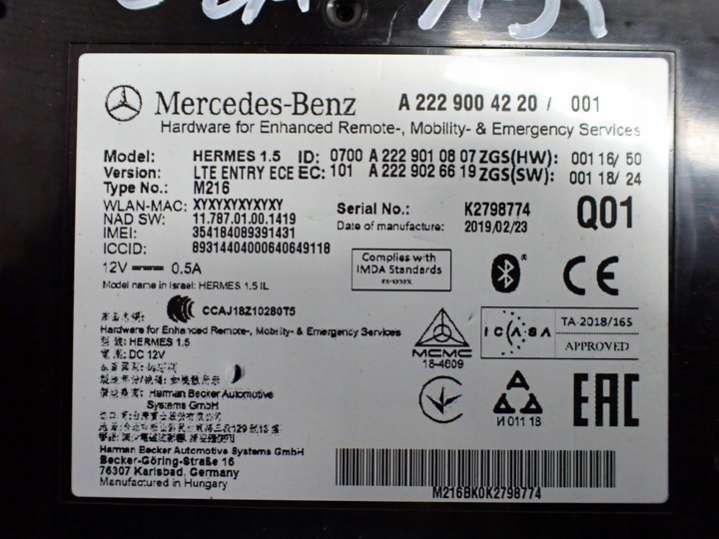 Mercedes-Benz A 222 900 42 20 / 001
Hardware for Enhanced Remote-, Mobility- & Emergency Services
Model: HERMES 1.5 ID: 0700 A 222 901 08 07 ZGS(HW): 001 16/ 50
Version: LTE ENTRY ECE EC: 101 A 222 902 66 19 ZGS(SW): 001 18/ 24
Type No.: M216
WLAN-MAC: XXXXXXXXXXXX
NAD SW: 11.787.01.00.1419
IMEI: 354184089391431
ICCID: 89314404000640649118
Serial No.: K2798774
Date of manufacture: 2019/02/23
Q01
12V 0.5A
Model name in Israel: HERMES 1.5 IL
Complies with
IMDA Standards
CE
CCAJ18Z10280T5
Hardware for Enhanced Remote-, Mobility- & Emergency Services
HERMES 1.5
DC 12V
Harman Becker Automotive
Systems GmbH
Harman Becker Automotive Systems GmbH
Becker-Göring-Straße 16
76307 Karlsbad, Germany
Manufactured in Hungary
MCMC
18-4609
ICASA
TA-2018/165
APPROVED
И 011 18
EAC
M216BK0K2798774